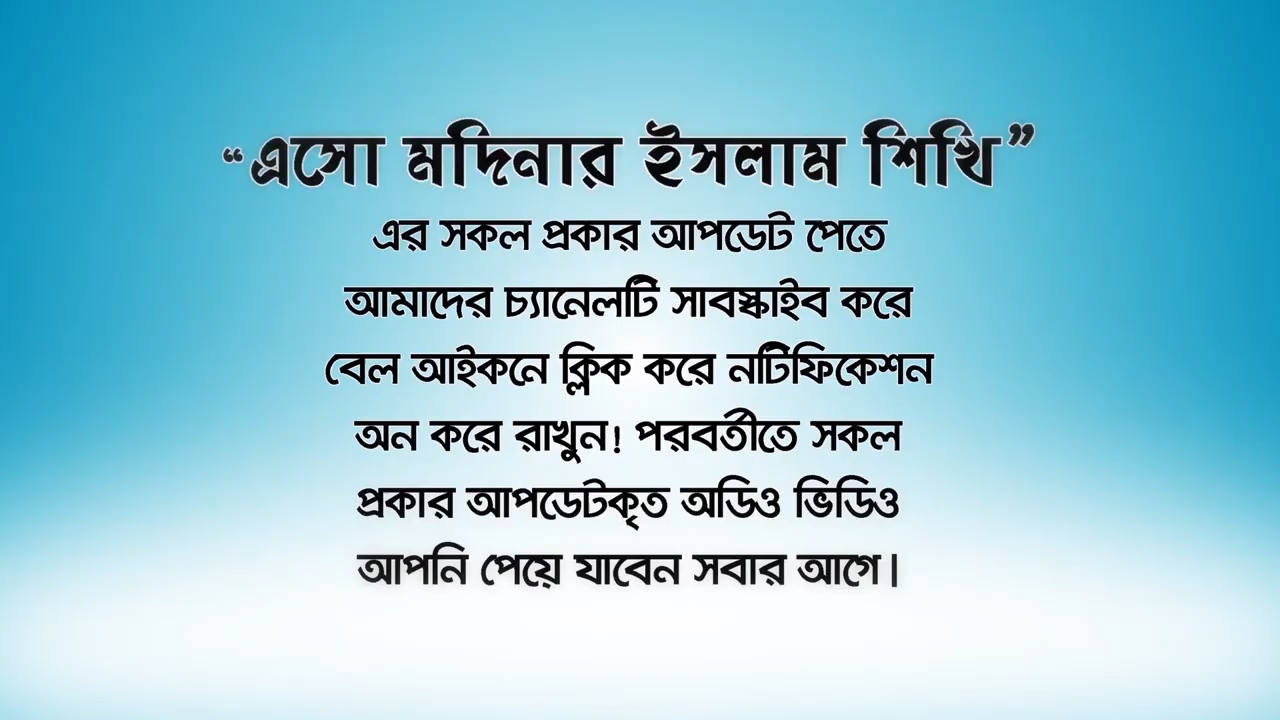 “এসো মদিনার ইসলাম শিখি”
এর সকল প্রকার আপডেট পেতে
আমাদের চ্যানেলটি সাবস্ক্রাইব করে
বেল আইকনে ক্লিক করে নটিফিকেশন
অন করে রাখুন! পরবর্তীতে সকল
প্রকার আপডেটকৃত অডিও ভিডিও
আপনি পেয়ে যাবেন সবার আগে।